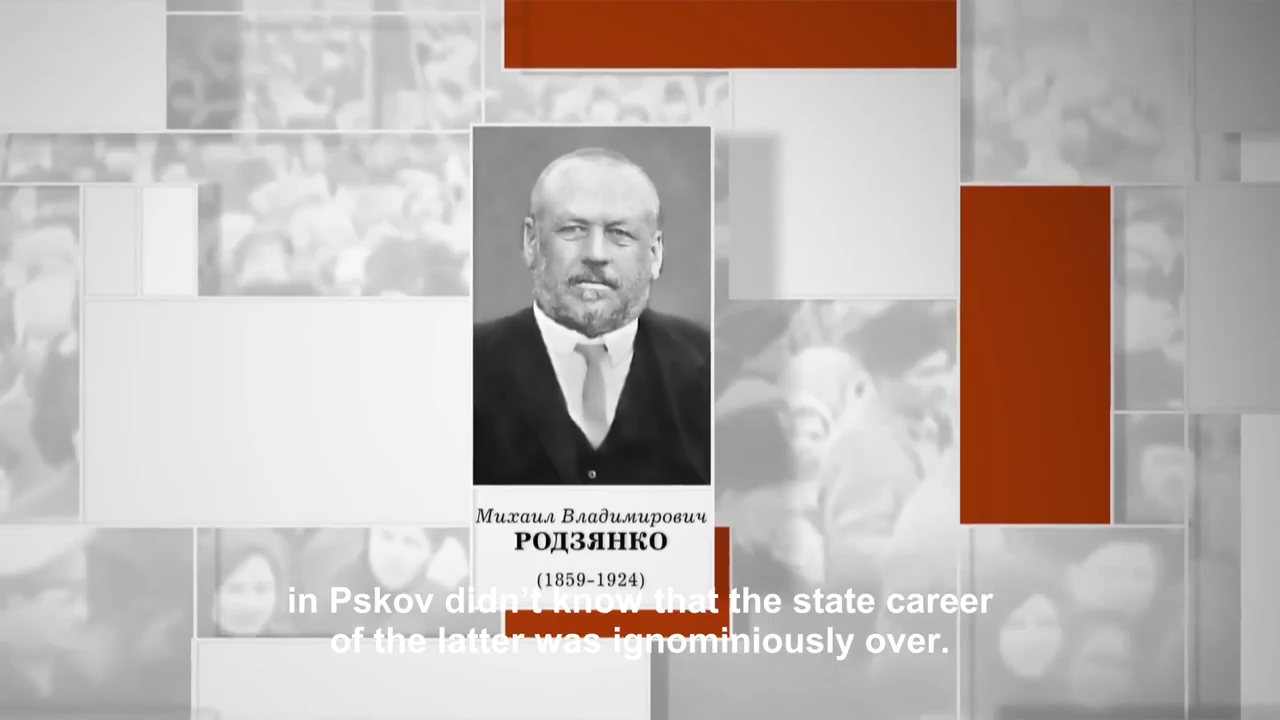 Михаил Владимирович
РОДЗЯНКО
(1859–1924)
in Pskov didn't know that the state career
of the latter was ignominiously over.